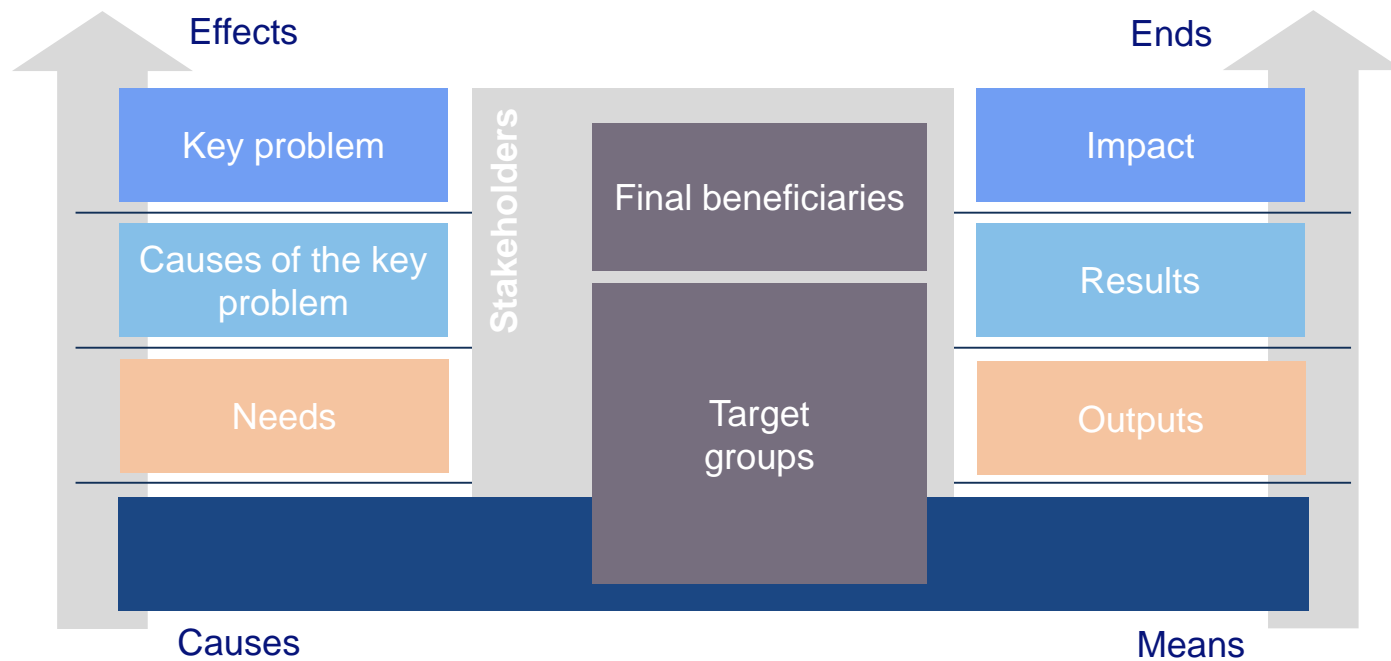 Effects
Ends
Key problem
Stakeholders
Final beneficiaries
Impact
Causes of the key
problem
Results
Needs
Target
groups
Outputs
Causes
Means